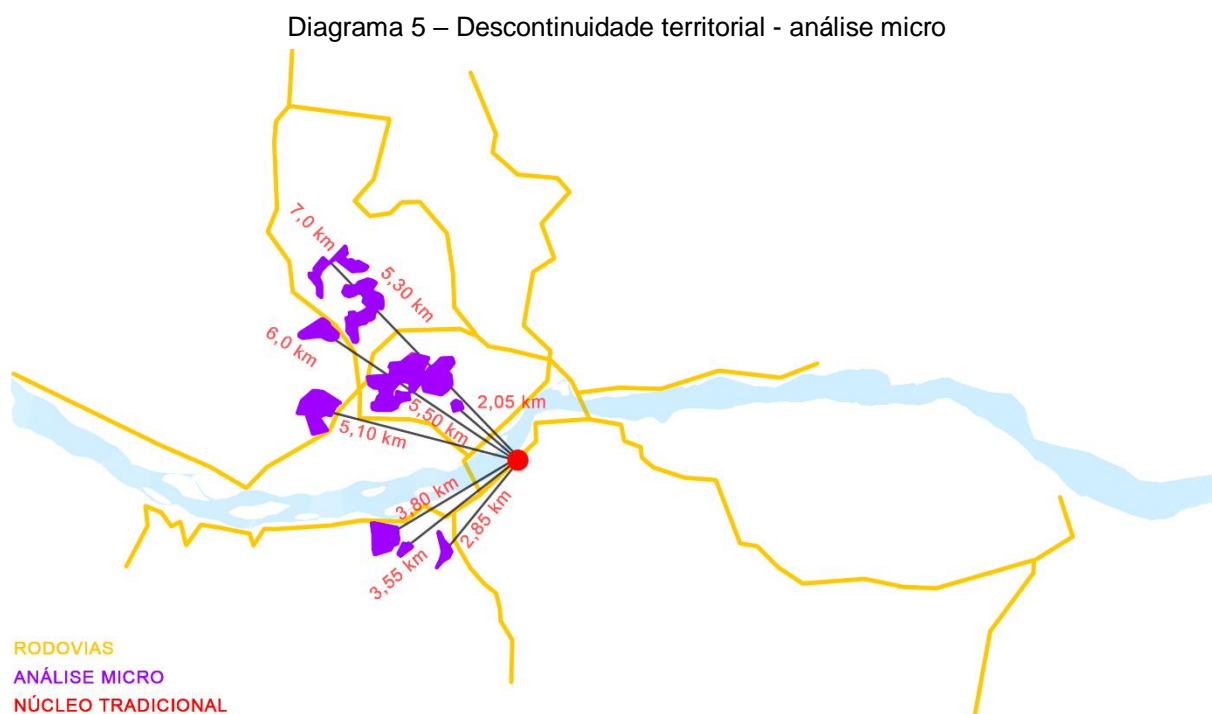 Diagrama 5 – Descontinuidade territorial - análise micro
7,0 km
5,30 km
6,0 km
2,05 km
5,50 km
5,10 km
3,80 km
2,85 km
3,55 km
RODOVIAS
ANÁLISE MICRO
NÚCLEO TRADICIONAL